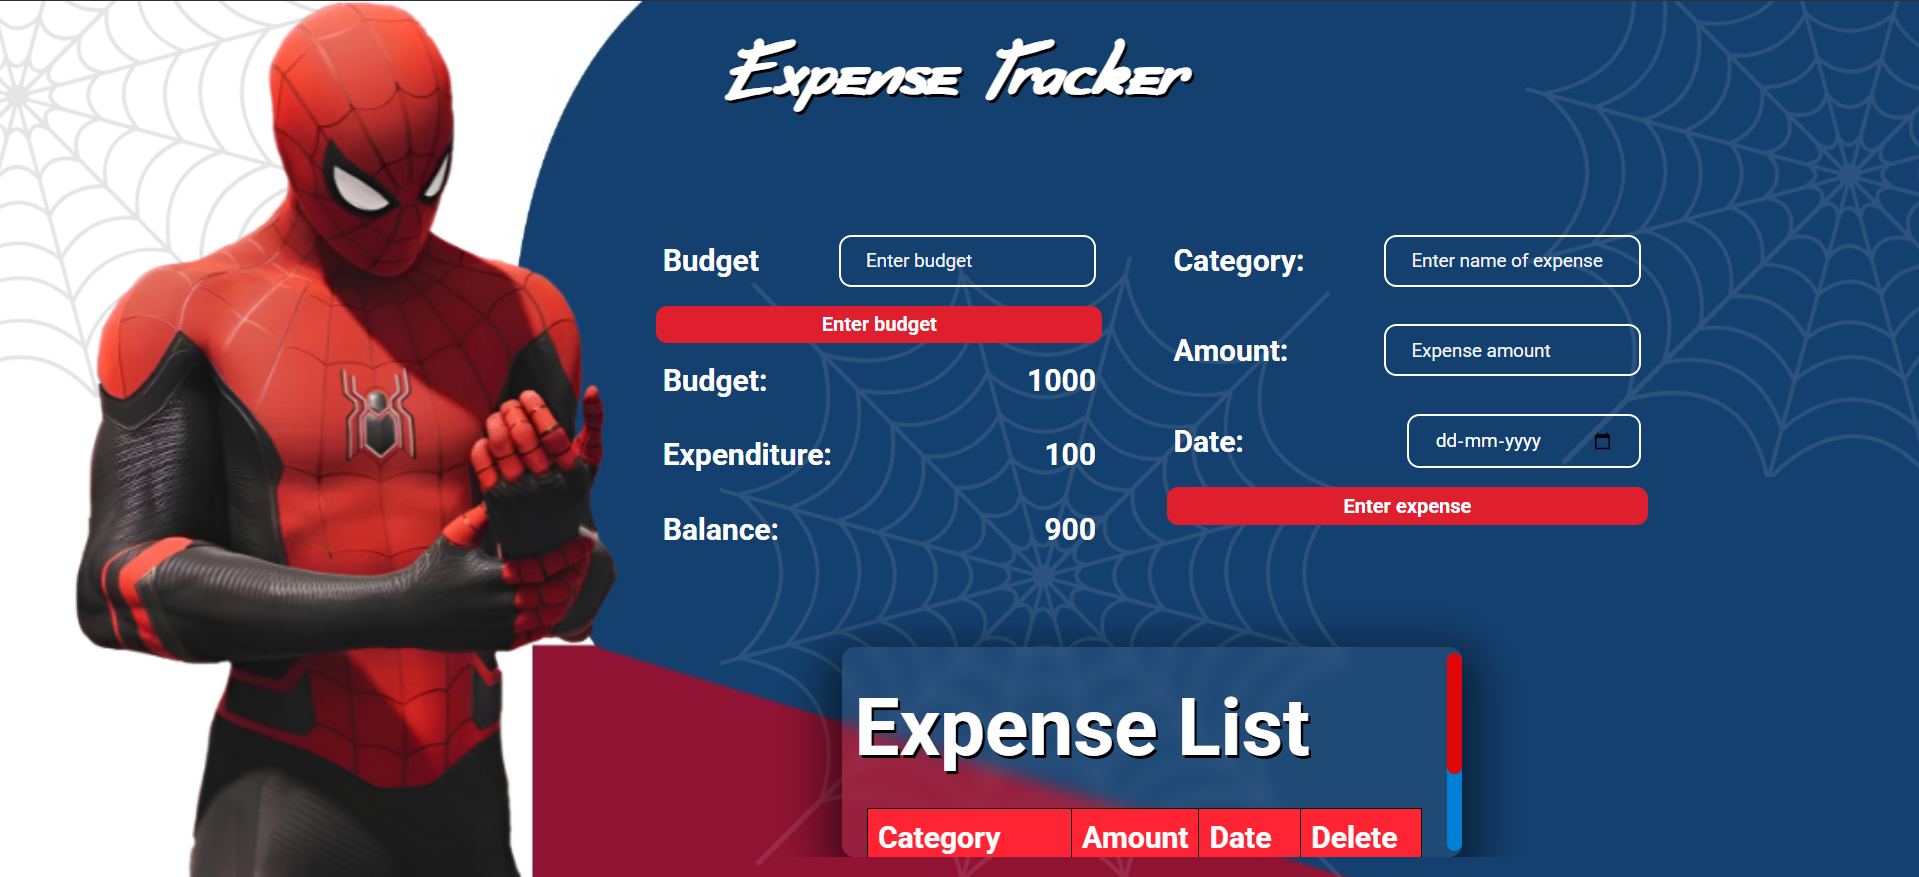 Expense Tracker
Budget
Enter budget
Enter budget
Budget: 1000
Expenditure: 100
Balance: 900
Category:
Enter name of expense
Amount:
Expense amount
Date:
dd-mm-yyyy
Enter expense
Expense List
Category Amount Date Delete